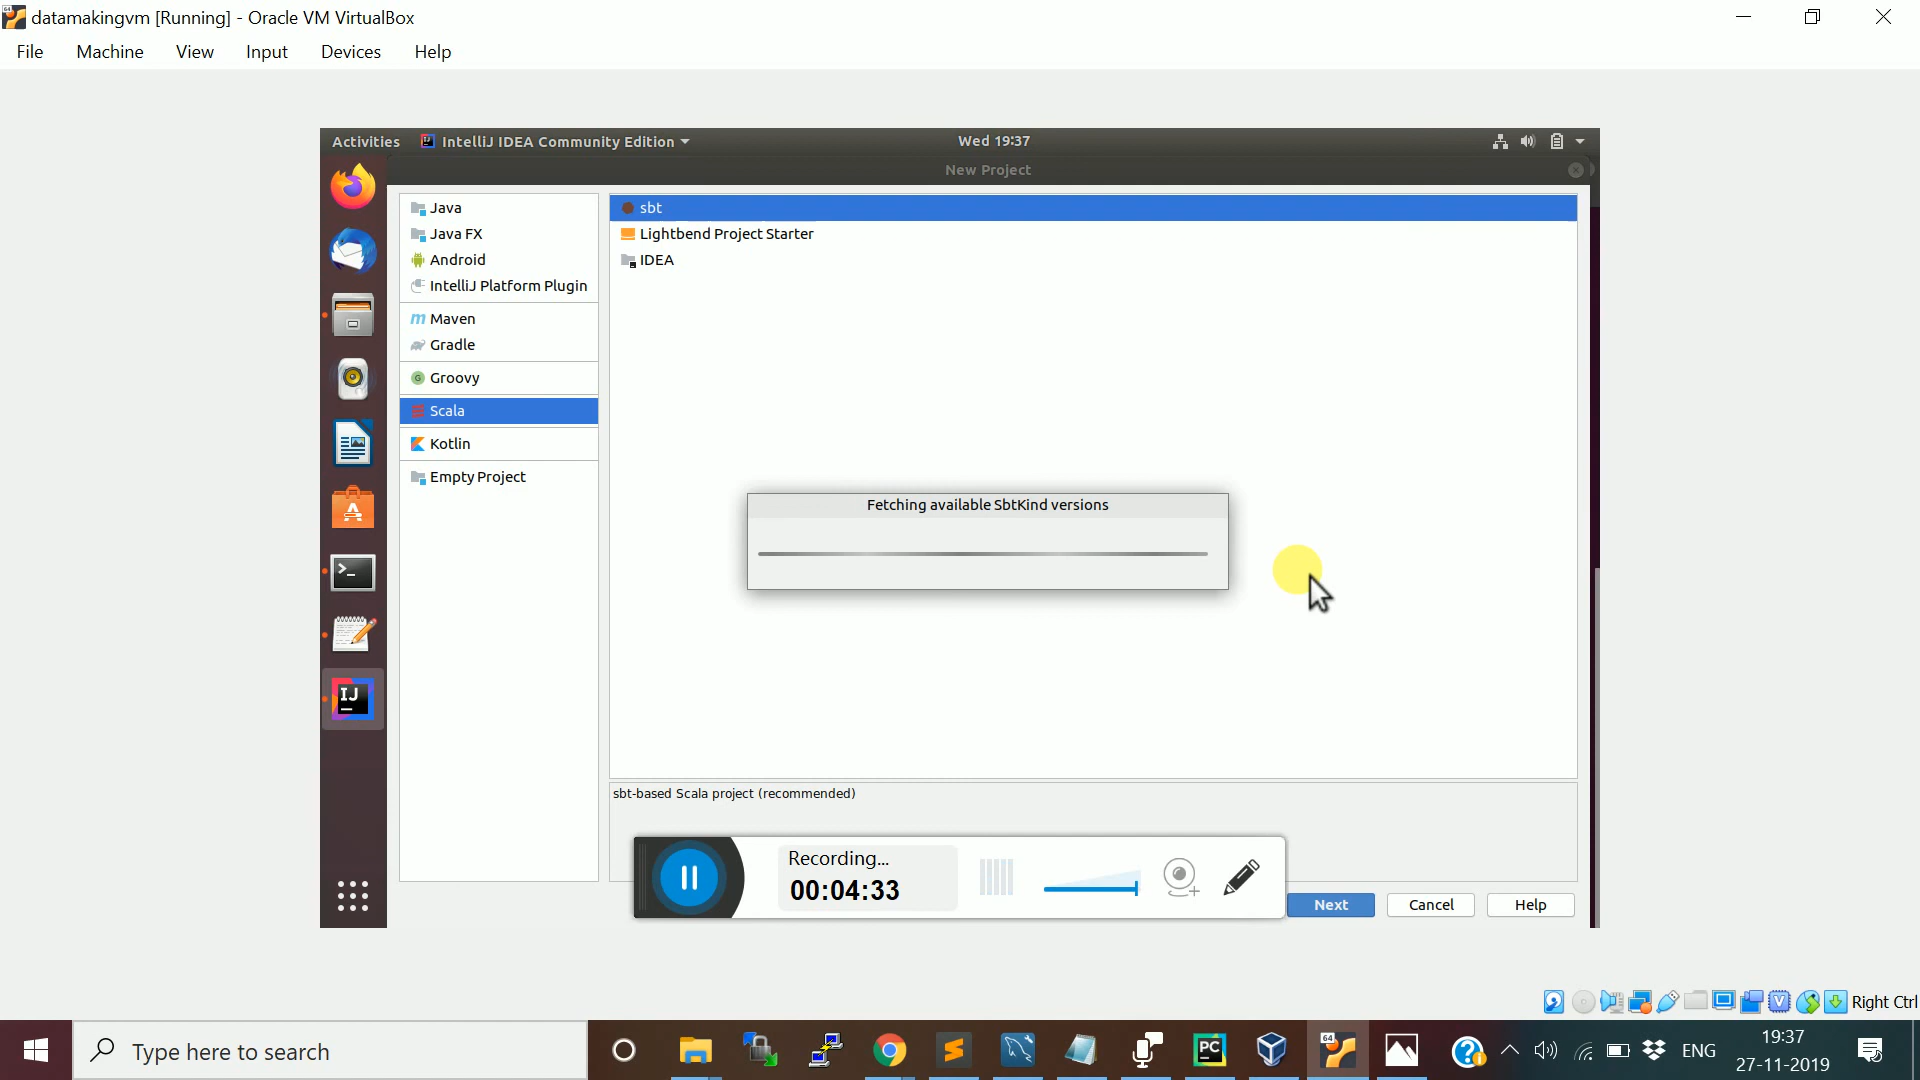 datamakingvm [Running] - Oracle VM VirtualBox
File Machine View Input Devices Help
Activities IntelliJ IDEA Community Edition Wed 19:37
New Project
Java
Java FX
Android
IntelliJ Platform Plugin
Maven
Gradle
Groovy
Scala
Kotlin
Empty Project
sbt
Lightbend Project Starter
IDEA
Fetching available SbtKind versions
sbt-based Scala project (recommended)
Recording...
00:04:33
Next Cancel Help
Right Ctrl
Type here to search
ENG
19:37
27-11-2019
IJ
PC
64